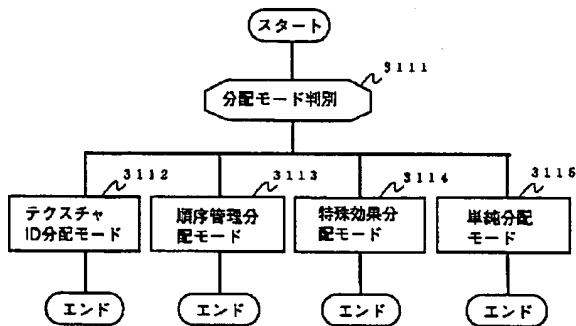 スタート
3111
分配モード判別
3112
3113
3114
3115
テクスチャ
ID分配モード
順序管理分
配モード
特殊効果分
配モード
単純分配
モード
エンド
エンド
エンド
エンド